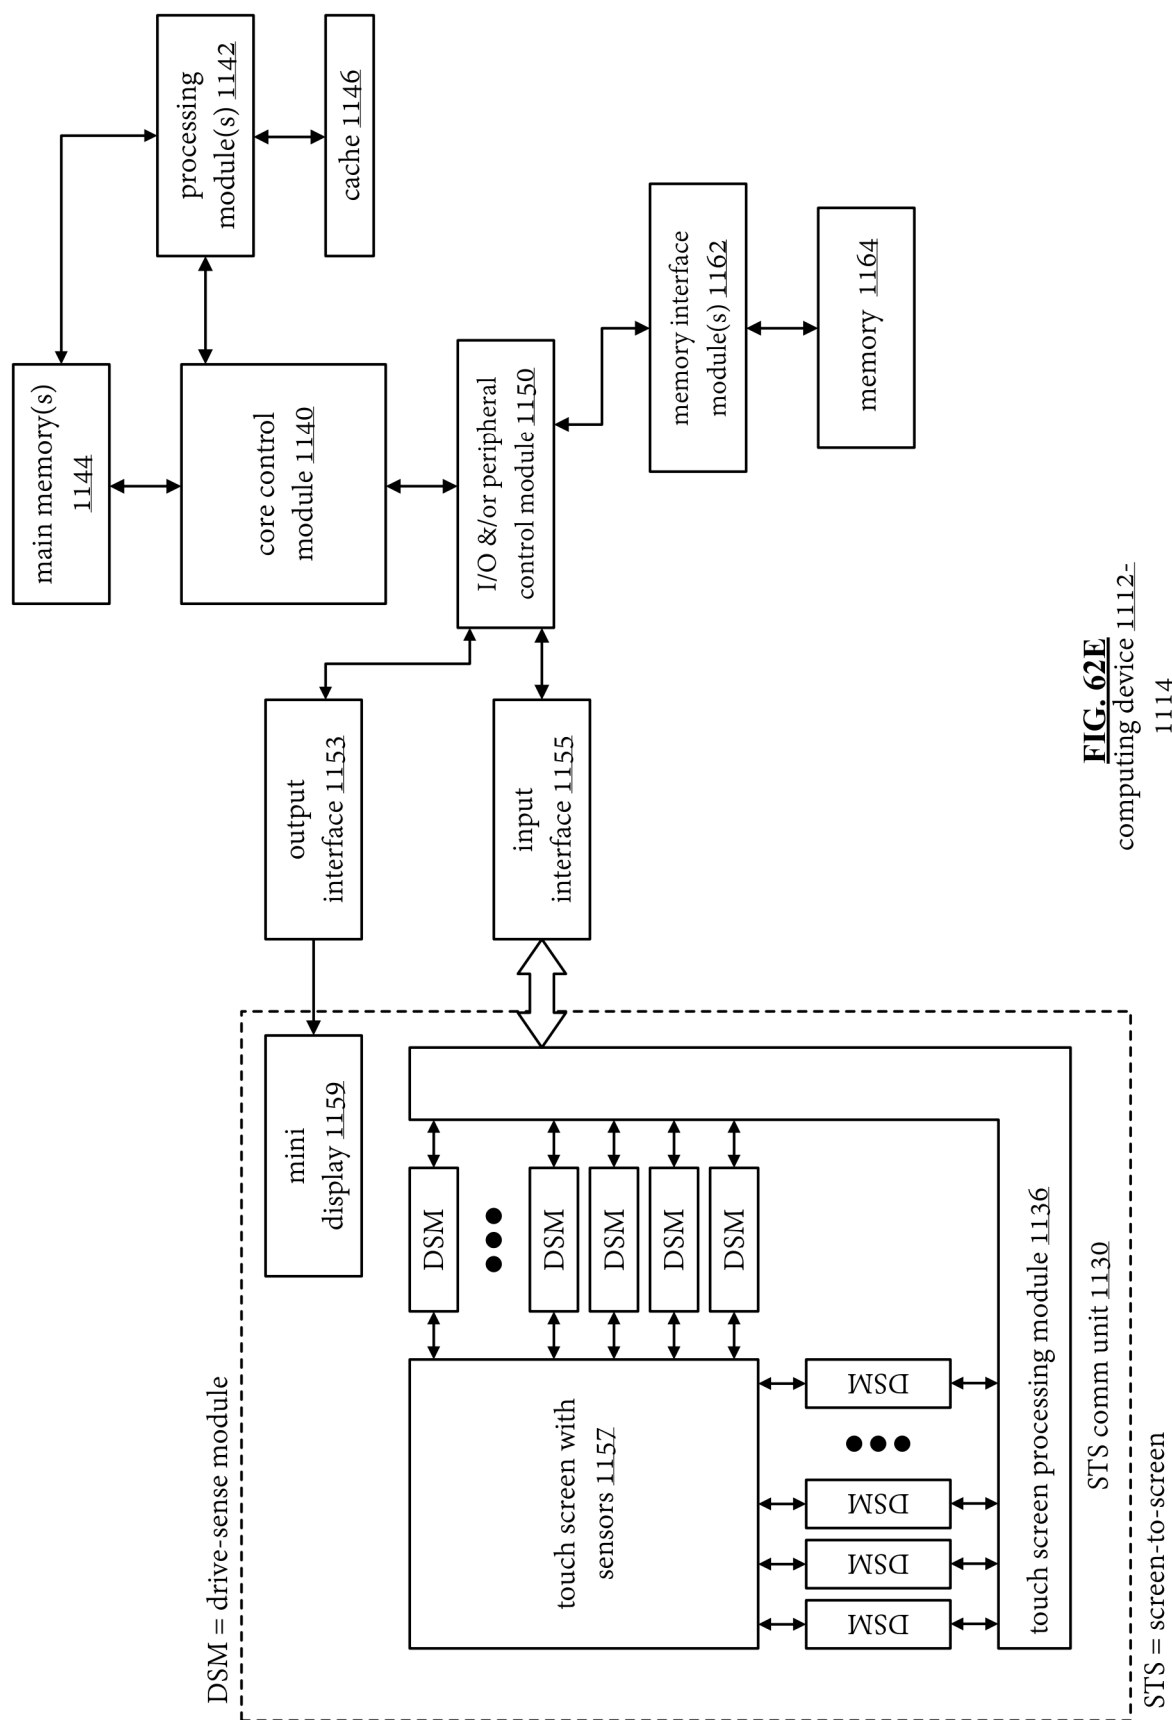 DSM = drive-sense module
mini
display 1159
output
interface 1153
main memory(s)
1144
processing
module(s) 1142
cache 1146
core control
module 1140
I/O &/or peripheral
control module 1150
input
interface 1155
memory interface
module(s) 1162
memory 1164
touch screen with
sensors 1157
DSM
DSM
DSM
DSM
DSM
DSM
DSM
DSM
DSM
touch screen processing module 1136
STS comm unit 1130
STS = screen-to-screen
FIG. 62E
computing device 1112-
1114